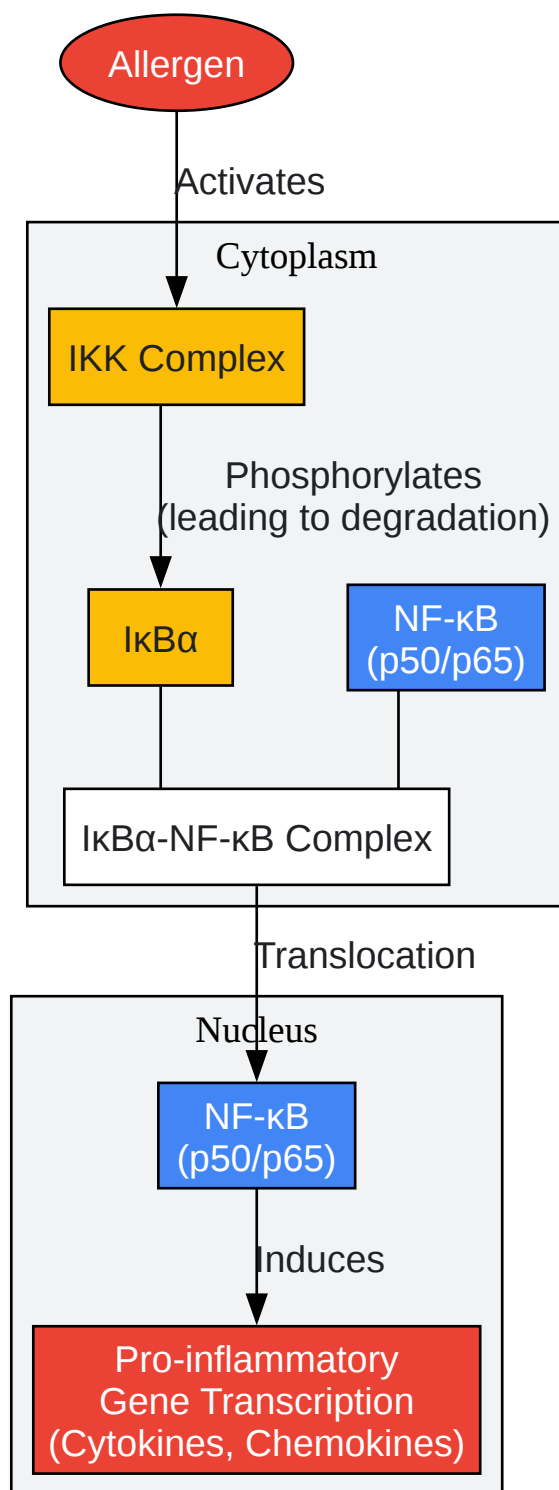 Allergen
Activates
Cytoplasm
IKK Complex
Phosphorylates
(leading to degradation)
IκBα
NF-κB
(p50/p65)
IκBα-NF-κB Complex
Translocation
Nucleus
NF-κB
(p50/p65)
Induces
Pro-inflammatory
Gene Transcription
(Cytokines, Chemokines)